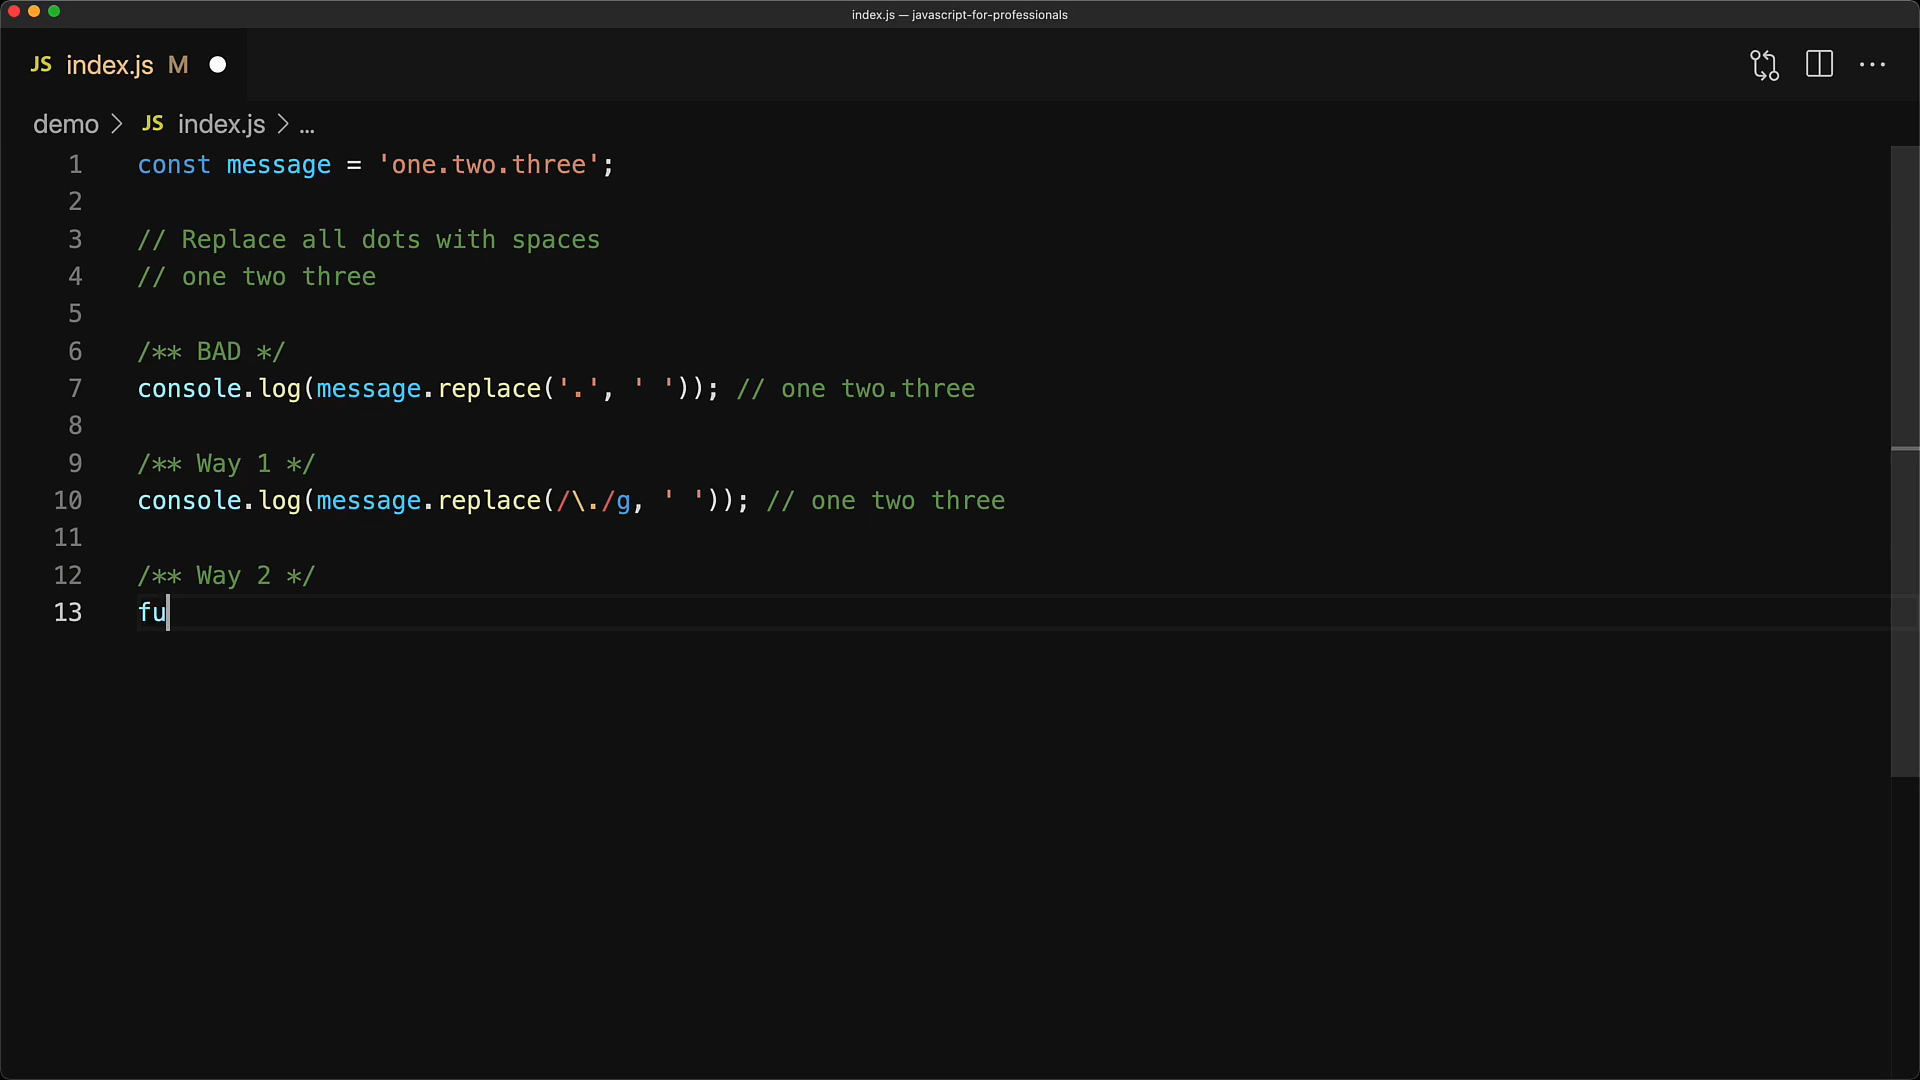 index.js — javascript-for-professionals
JS index.js M
demo > JS index.js > ...
1 const message = 'one.two.three';
2
3 // Replace all dots with spaces
4 // one two three
5
6 /** BAD */
7 console.log(message.replace('.', ' ')); // one two.three
8
9 /** Way 1 */
10 console.log(message.replace(/\./g, ' ')); // one two three
11
12 /** Way 2 */
13 fu